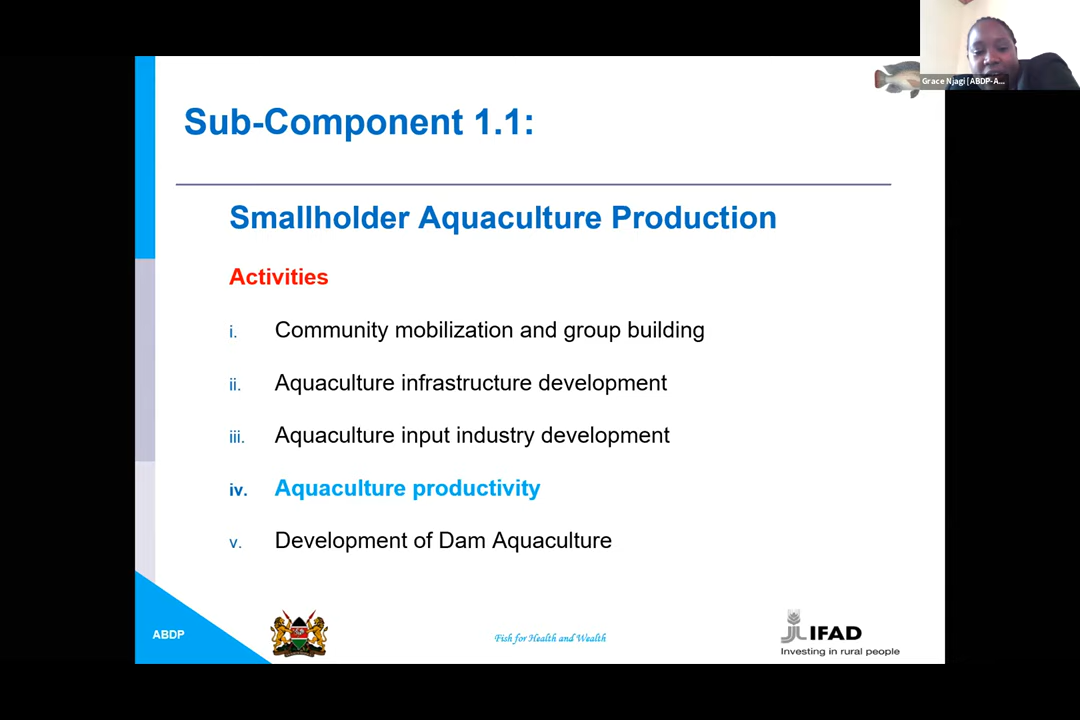 Grace Njagi [ABDP-A...
Sub-Component 1.1:
Smallholder Aquaculture Production
Activities
i. Community mobilization and group building
ii. Aquaculture infrastructure development
iii. Aquaculture input industry development
iv. Aquaculture productivity
v. Development of Dam Aquaculture
ABDP
Fish for Health and Wealth
IFAD
Investing in rural people